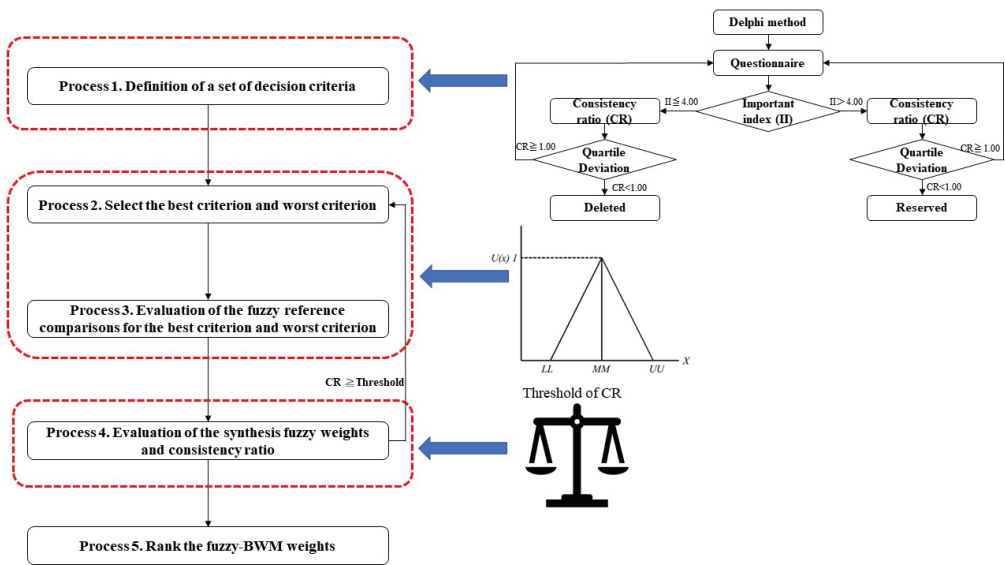 Process 1. Definition of a set of decision criteria
Process 2. Select the best criterion and worst criterion
Process 3. Evaluation of the fuzzy reference
comparisons for the best criterion and worst criterion
CR ≧Threshold
Process 4. Evaluation of the synthesis fuzzy weights
and consistency ratio
Process 5. Rank the fuzzy-BWM weights
Delphi method
Questionnaire
II≦4.00
Important
index (II)
II＞4.00
Consistency
ratio (CR)
Consistency
ratio (CR)
CR≧1.00
Quartile
Deviation
Quartile
Deviation
CR≧1.00
CR<1.00
CR<1.00
Deleted
Reserved
U(x) 1
LL
MM
UU
X
Threshold of CR